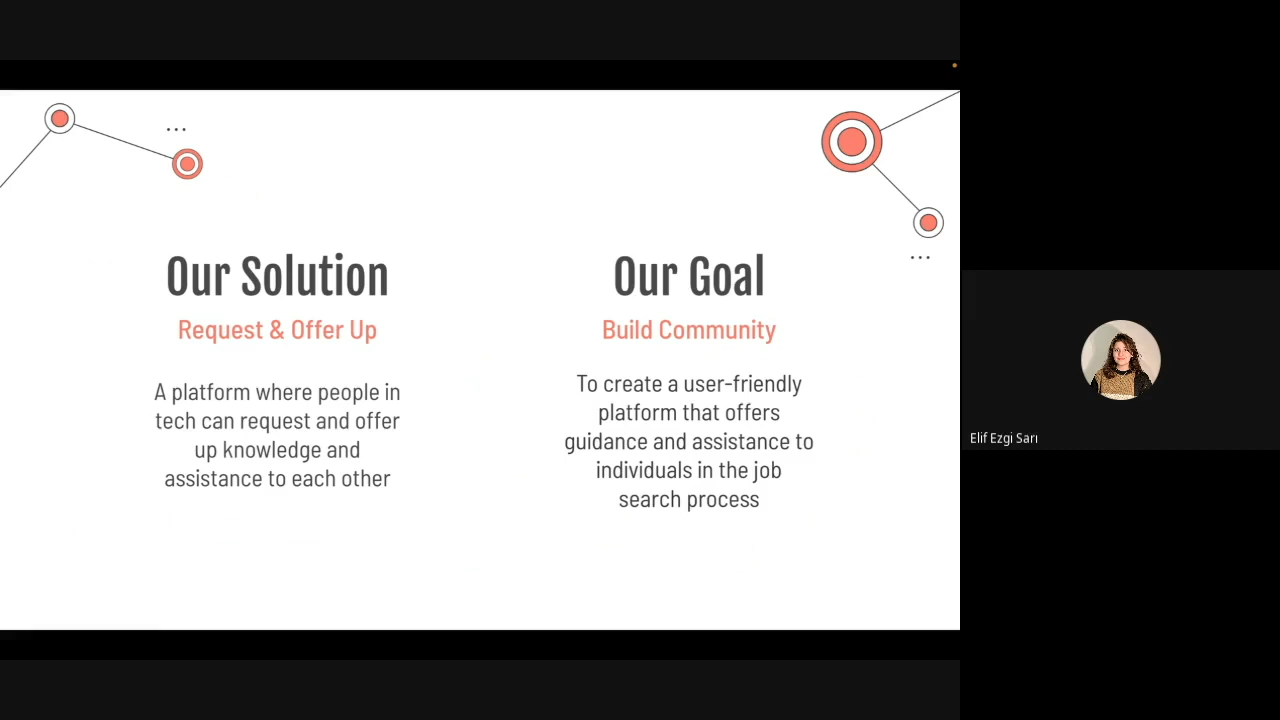 Our Solution
Request & Offer Up
A platform where people in
tech can request and offer
up knowledge and
assistance to each other
Our Goal
Build Community
To create a user-friendly
platform that offers
guidance and assistance to
individuals in the job
search process
Elif Ezgi Sarı